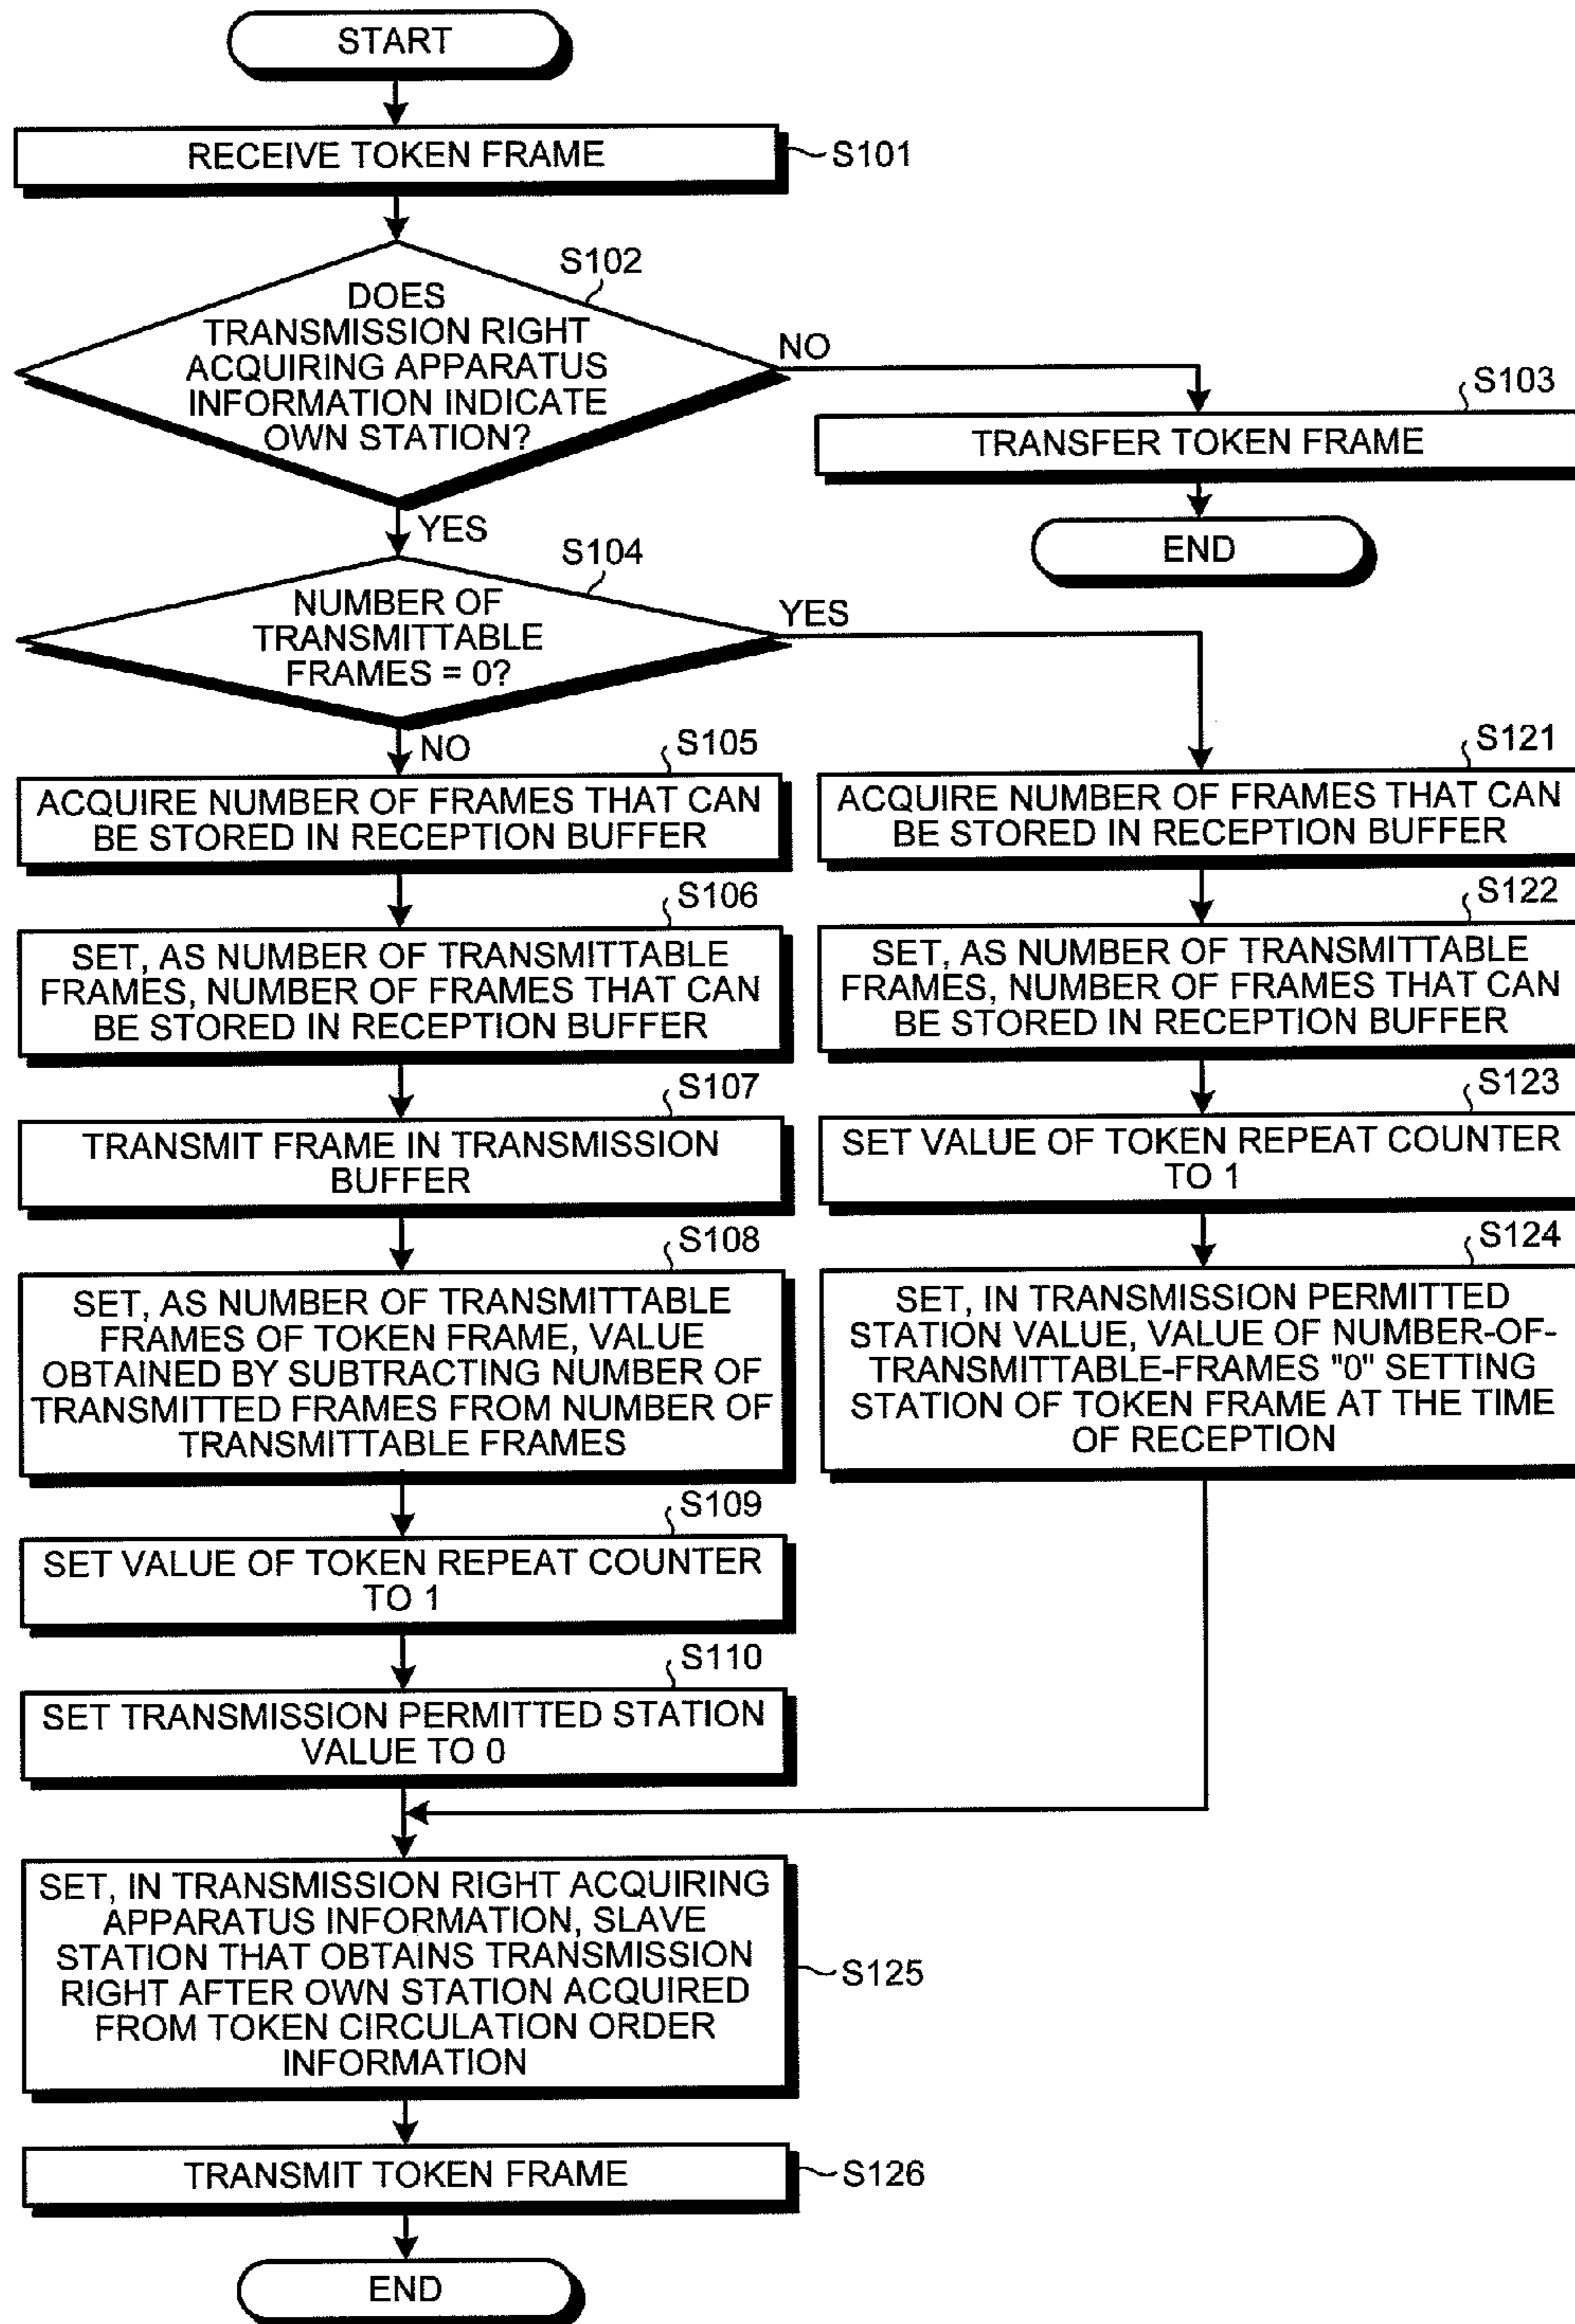 START
RECEIVE TOKEN FRAME
S101
S102
DOES
TRANSMISSION RIGHT
ACQUIRING APPARATUS
INFORMATION INDICATE
OWN STATION?
NO
S103
TRANSFER TOKEN FRAME
END
YES
S104
NUMBER OF
TRANSMITTABLE
FRAMES = 0?
YES
NO
S105
ACQUIRE NUMBER OF FRAMES THAT CAN
BE STORED IN RECEPTION BUFFER
S106
SET, AS NUMBER OF TRANSMITTABLE
FRAMES, NUMBER OF FRAMES THAT CAN
BE STORED IN RECEPTION BUFFER
S107
TRANSMIT FRAME IN TRANSMISSION
BUFFER
S108
SET, AS NUMBER OF TRANSMITTABLE
FRAMES OF TOKEN FRAME, VALUE
OBTAINED BY SUBTRACTING NUMBER OF
TRANSMITTED FRAMES FROM NUMBER OF
TRANSMITTABLE FRAMES
S109
SET VALUE OF TOKEN REPEAT COUNTER
TO 1
S110
SET TRANSMISSION PERMITTED STATION
VALUE TO 0
S121
ACQUIRE NUMBER OF FRAMES THAT CAN
BE STORED IN RECEPTION BUFFER
S122
SET, AS NUMBER OF TRANSMITTABLE
FRAMES, NUMBER OF FRAMES THAT CAN
BE STORED IN RECEPTION BUFFER
S123
SET VALUE OF TOKEN REPEAT COUNTER
TO 1
S124
SET, IN TRANSMISSION PERMITTED
STATION VALUE, VALUE OF NUMBER-OF-
TRANSMITTABLE-FRAMES "0" SETTING
STATION OF TOKEN FRAME AT THE TIME
OF RECEPTION
SET, IN TRANSMISSION RIGHT ACQUIRING
APPARATUS INFORMATION, SLAVE
STATION THAT OBTAINS TRANSMISSION
RIGHT AFTER OWN STATION ACQUIRED
FROM TOKEN CIRCULATION ORDER
INFORMATION
S125
TRANSMIT TOKEN FRAME
S126
END